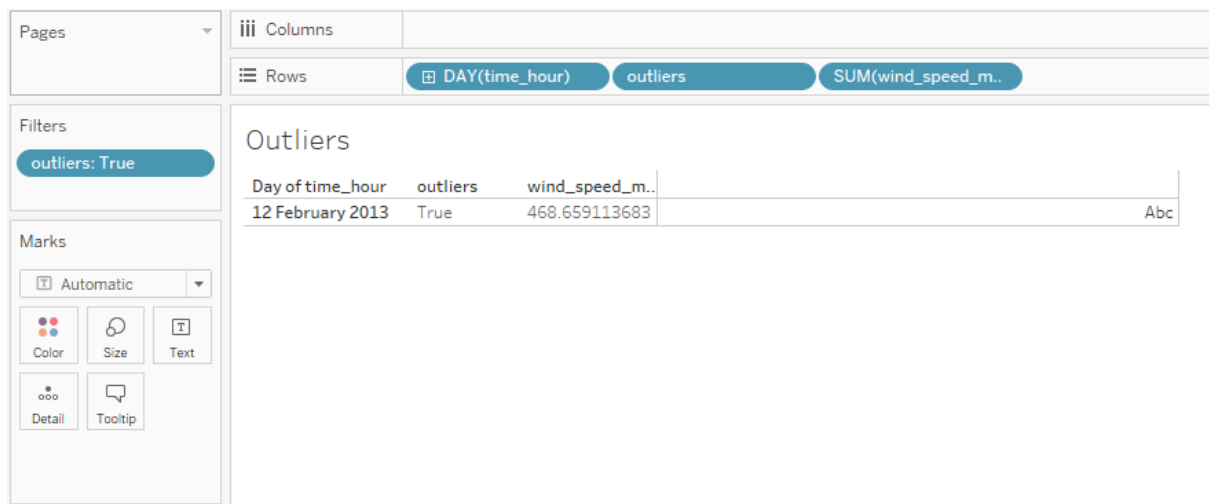 Pages
Columns
Rows
DAY(time_hour) outliers SUM(wind_speed_m..
Filters
outliers: True
Marks
T Automatic
Color Size T Text
Detail Tooltip
Outliers
Day of time_hour outliers wind_speed_m..
12 February 2013 True 468.659113683 Abc